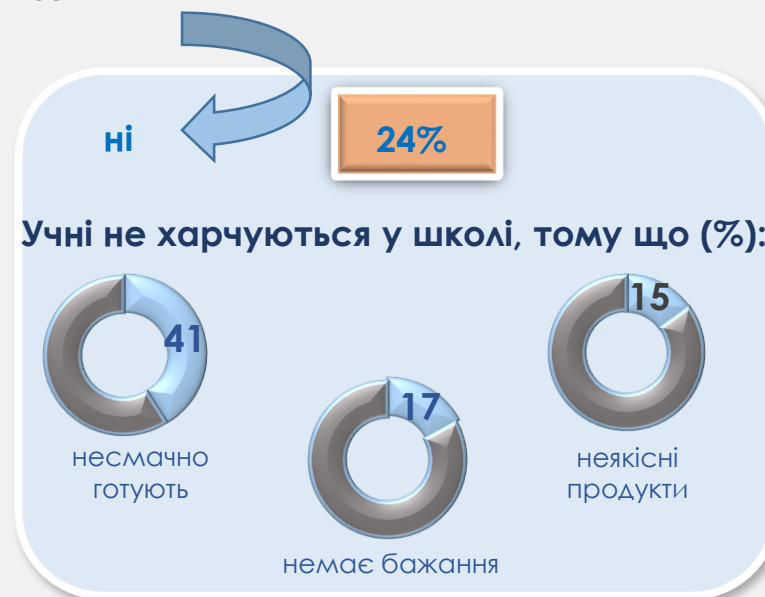 ні
24%
Учні не харчуються у школі, тому що (%):
41
несмачно
готують
17
немає бажання
15
неякісні
продукти